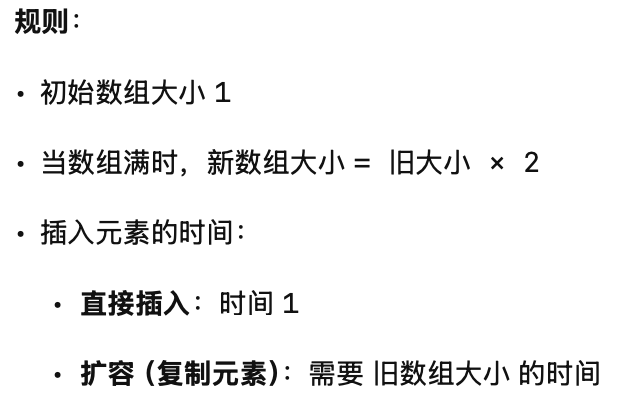 规则：
• 初始数组大小 1
• 当数组满时，新数组大小 = 旧大小 × 2
• 插入元素的时间：
• 直接插入：时间 1
• 扩容 (复制元素)：需要 旧数组大小 的时间